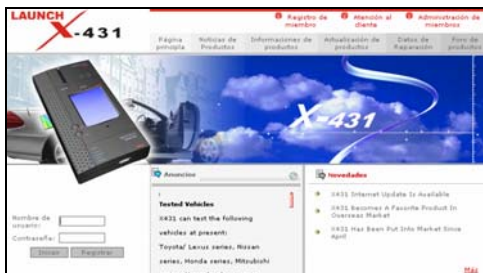 LAUNCH
X-431
Registro de miembro
Atención al cliente
Administración de miembros
Página principla
Noticias de Productos
Informaciones de productos
Actualización de productos
Datos de Reparación
Foro de productos
X-431
Anuncios
Tested Vehicles
X431 can test the following
vehicles at present:
Toyota/ Lexus series, Nissan
series, Honda series, Mitsubishi
Novedades
X431 Internet Update Is Available
X431 Becomes A Favorite Product In
Overseas Market
X431 Has Been Put Into Market Since
April
Más
Nombre de
usuario:
Contraseña:
Iniciar
Registrar